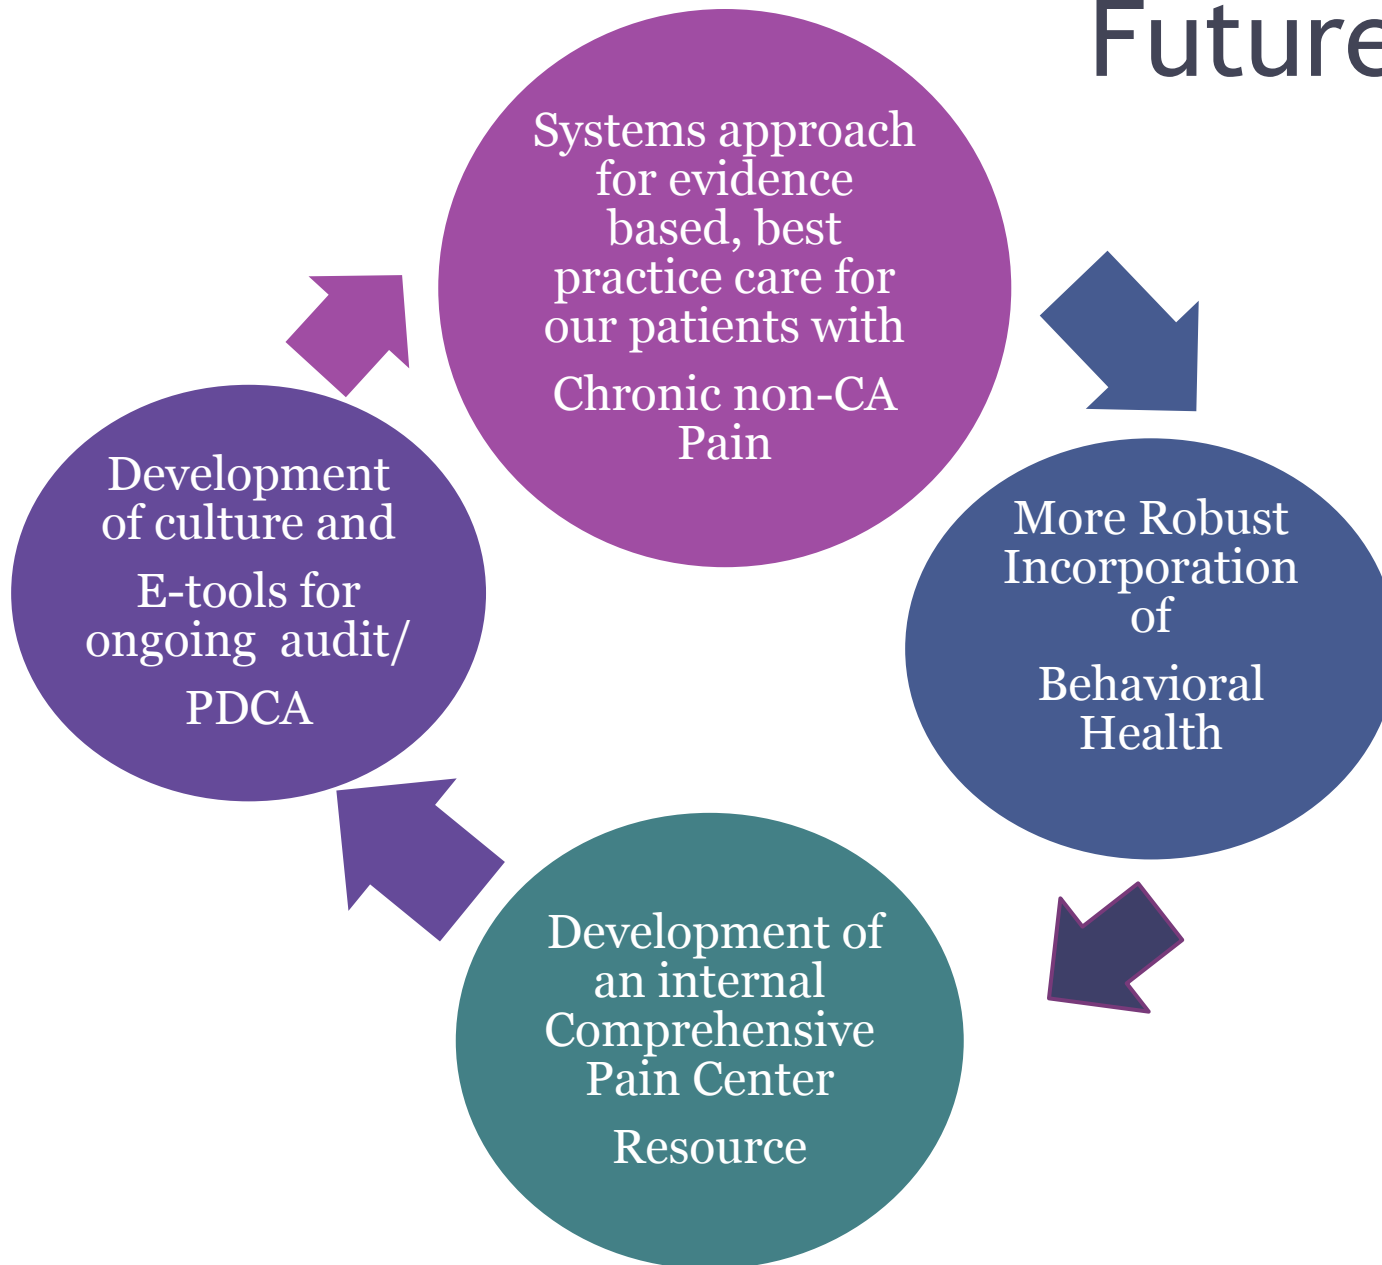 Future
Systems approach
for evidence
based, best
practice care for
our patients with
Chronic non-CA
Pain
More Robust
Incorporation
of
Behavioral
Health
Development of
an internal
Comprehensive
Pain Center
Resource
Development
of culture and
E-tools for
ongoing audit/
PDCA